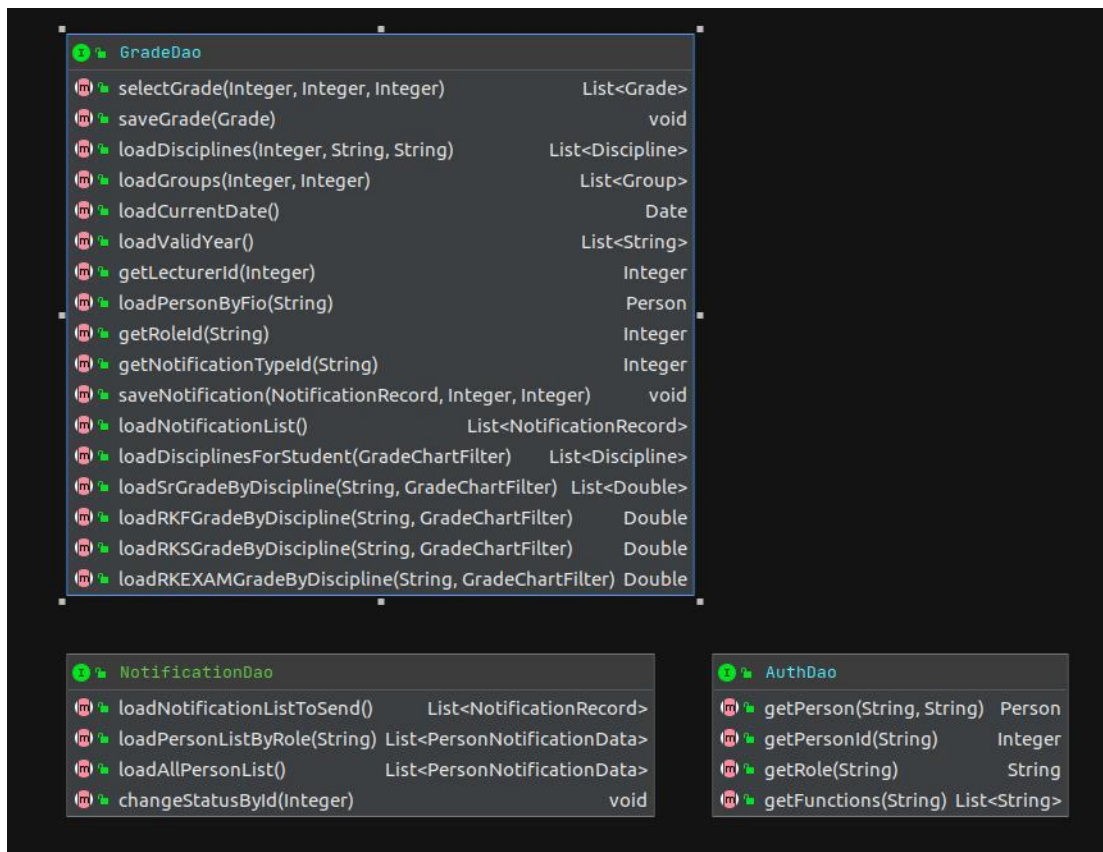 GradeDao
selectGrade(Integer, Integer, Integer) List<Grade>
saveGrade(Grade) void
loadDisciplines(Integer, String, String) List<Discipline>
loadGroups(Integer, Integer) List<Group>
loadCurrentDate() Date
loadValidYear() List<String>
getLecturerId(Integer) Integer
loadPersonByFio(String) Person
getRoleId(String) Integer
getNotificationTypeId(String) Integer
saveNotification(NotificationRecord, Integer, Integer) void
loadNotificationList() List<NotificationRecord>
loadDisciplinesForStudent(GradeChartFilter) List<Discipline>
loadSrGradeByDiscipline(String, GradeChartFilter) List<Double>
loadRKFGradeByDiscipline(String, GradeChartFilter) Double
loadRKSGradeByDiscipline(String, GradeChartFilter) Double
loadRKEXAMGradeByDiscipline(String, GradeChartFilter) Double
NotificationDao
loadNotificationListToSend() List<NotificationRecord>
loadPersonListByRole(String) List<PersonNotificationData>
loadAllPersonList() List<PersonNotificationData>
changeStatusById(Integer) void
AuthDao
getPerson(String, String) Person
getPersonId(String) Integer
getRole(String) String
getFunctions(String) List<String>